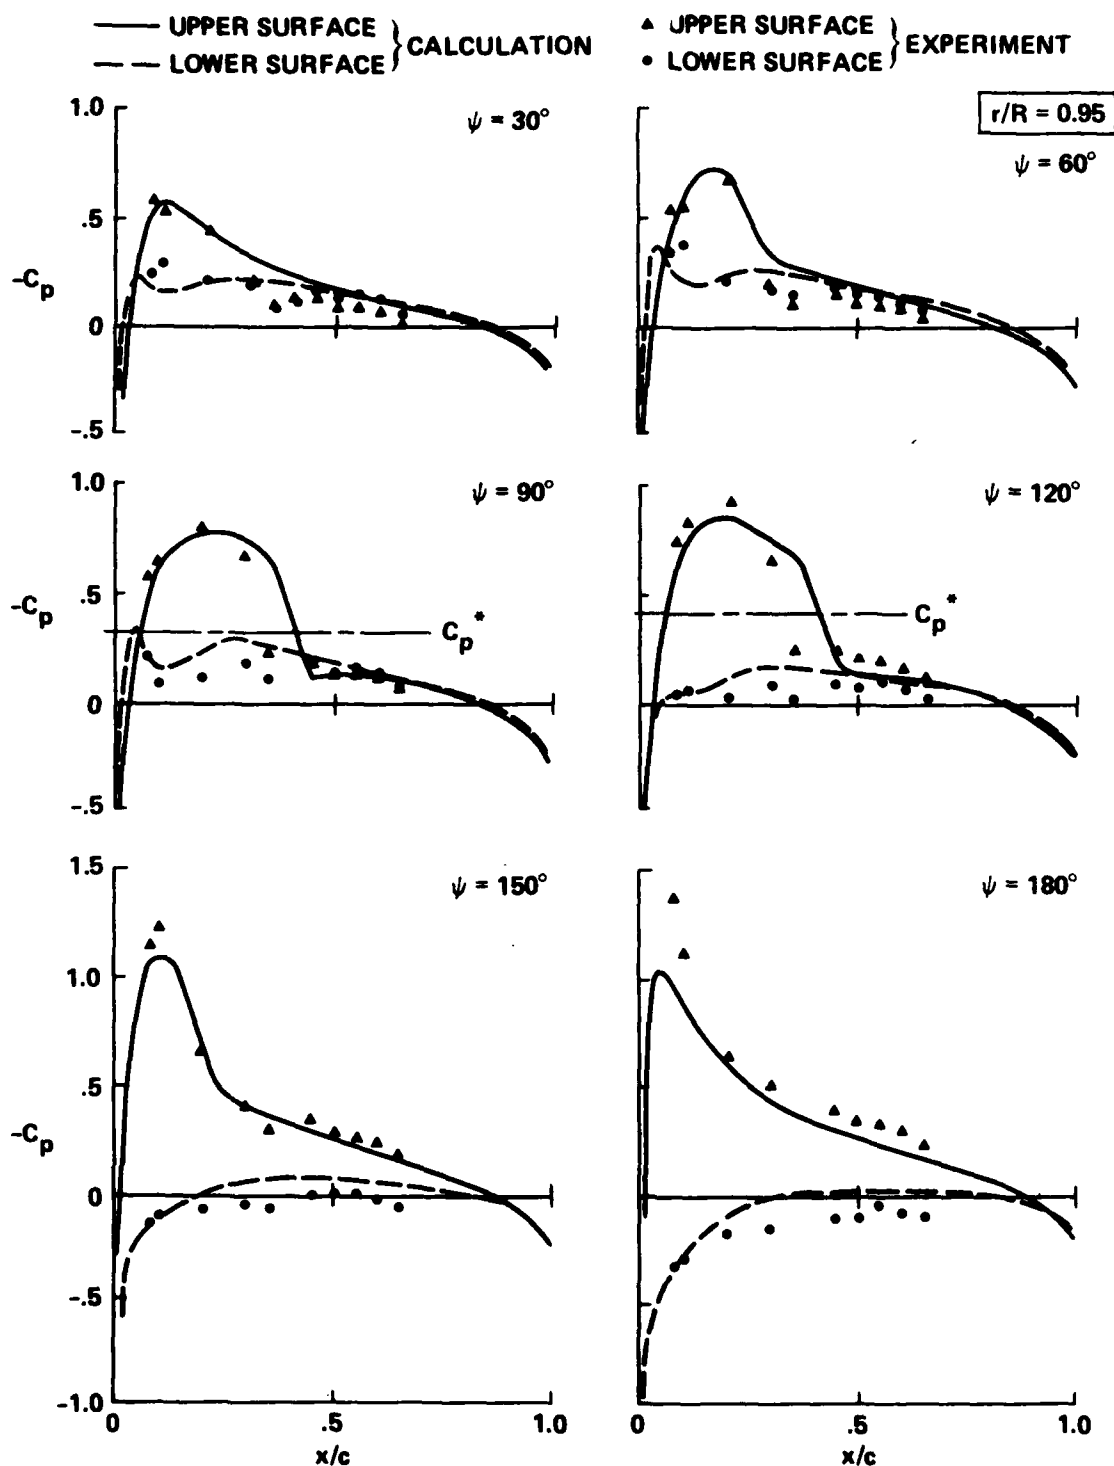 UPPER SURFACE
LOWER SURFACE
CALCULATION
UPPER SURFACE
LOWER SURFACE
EXPERIMENT
r/R = 0.95
1.0
.5
-Cp
0
-.5
ψ = 30°
ψ = 60°
1.0
.5
-Cp
0
-.5
ψ = 90°
Cp*
ψ = 120°
Cp*
1.5
1.0
.5
-Cp
0
-.5
-1.0
ψ = 150°
0 .5 1.0
x/c
ψ = 180°
0 .5 1.0
x/c